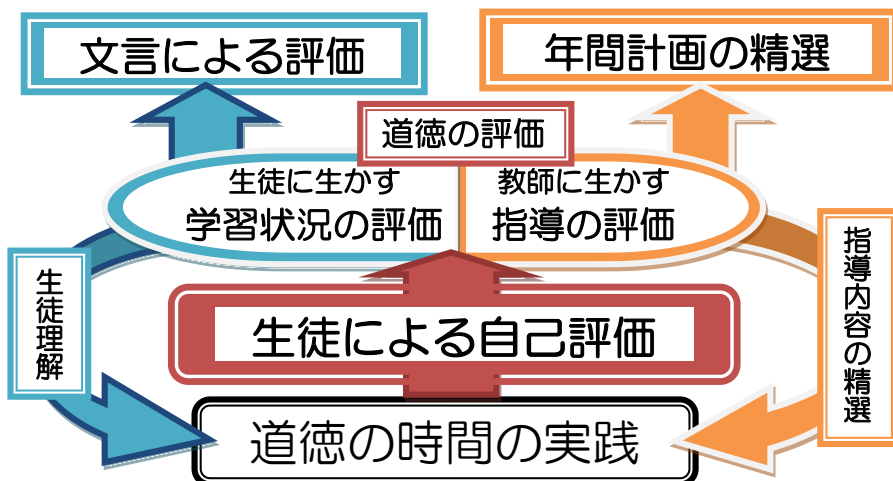 文言による評価
年間計画の精選
道徳の評価
生徒に生かす
学習状況の評価
教師に生かす
指導の評価
生徒理解
指導内容の精選
生徒による自己評価
道徳の時間の実践